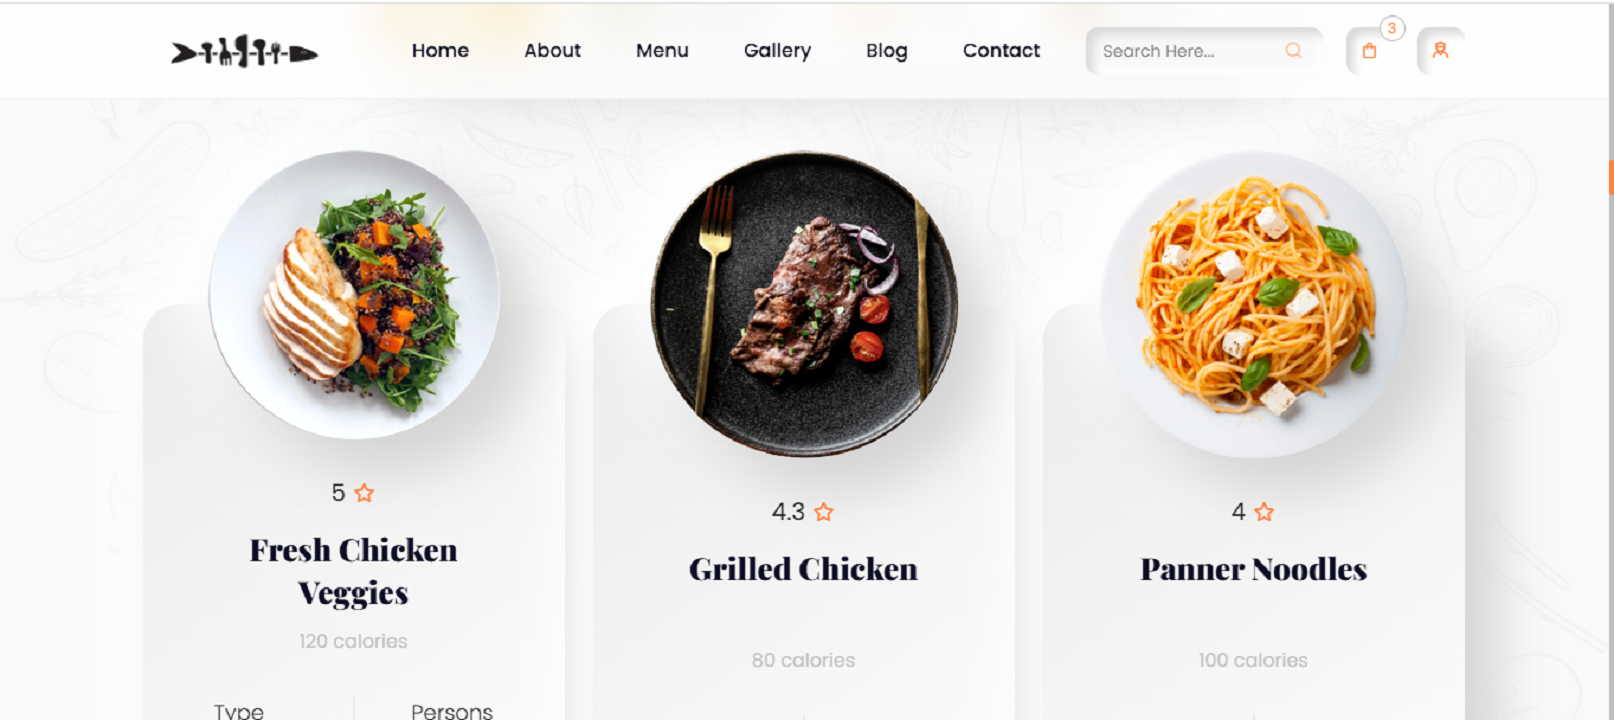 Home About Menu Gallery Blog Contact Search Here... 3
5
Fresh Chicken
Veggies
120 calories
Type Persons
4.3
Grilled Chicken
80 calories
4
Panner Noodles
100 calories